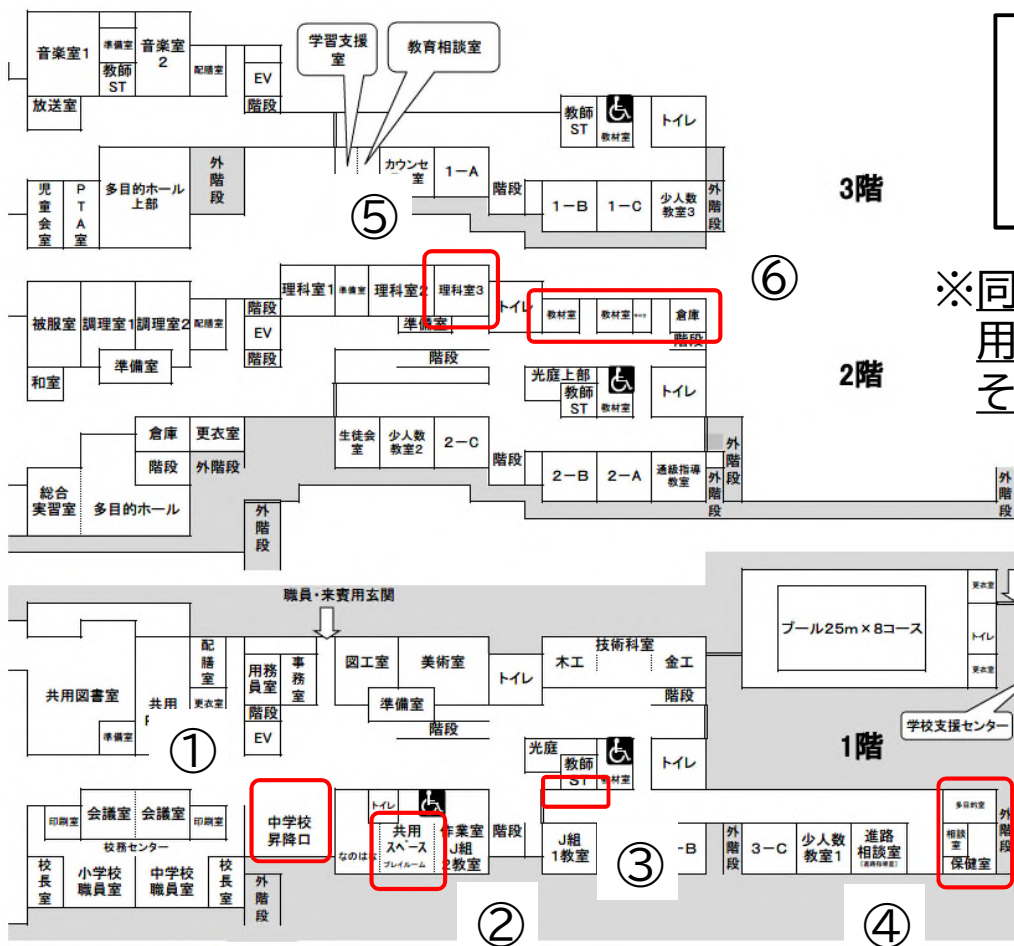 学習支援
室
教育相談室
音楽室1
準備室
教師
ST
音楽室
2
配膳室
EV
階段
放送室
教師
ST
教材室
トイレ
児童会室
PTA室
多目的ホール
上部
外階段
カウンセ
室
1-A
階段
1-B
1-C
少人数
教室3
外階段
3階
⑤
⑥
理科室1
準備室
理科室2
理科室3
準備室
トイレ
教材室
教材室
倉庫
階段
被服室
調理室1
調理室2
配膳室
階段
EV
階段
準備室
和室
階段
光庭上部
教師
ST
教材室
トイレ
2階
※同
用
そ
倉庫
更衣室
階段
外階段
総合
実習室
多目的ホール
外階段
生徒会
室
少人数
教室2
2-C
階段
2-B
2-A
通級指導
教室
外階段
外階段
外階段
職員・来賓用玄関
共用図書室
準備室
共用
配膳室
更衣室
用務
員室
事務室
階段
EV
図工室
美術室
準備室
階段
トイレ
技術科室
木工
金工
階段
プール25m×8コース
更衣室
トイレ
更衣室
学校支援センター
1階
①
光庭
教師
ST
教材室
トイレ
印刷室
会議室
会議室
印刷室
校務センター
校長室
小学校
職員室
中学校
職員室
校長室
中学校
昇降口
外階段
トイレ
なのはな
共用
スペース
プレイルーム
作業室
J組
2教室
階段
J組
1教室
-B
外階段
3-C
少人数
教室1
進路
相談室
(進路指導室)
多目的室
相談室
保健室
外階段
②
③
④